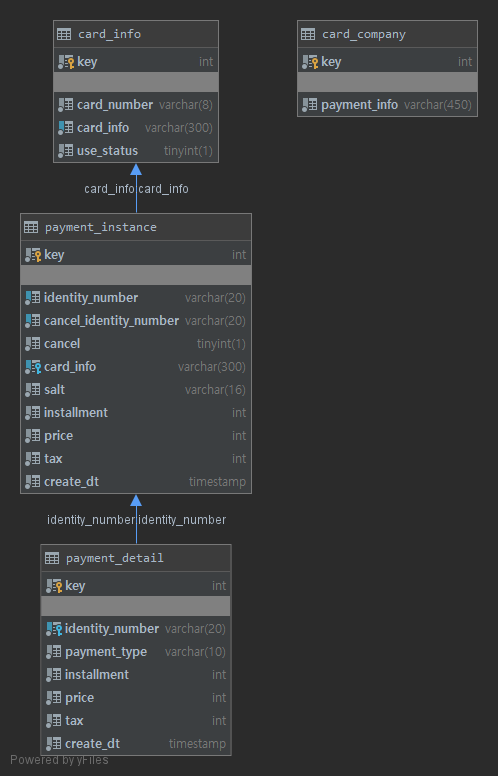 card_info
key int
card_number varchar(8)
card_info varchar(300)
use_status tinyint(1)
card_company
key int
payment_info varchar(450)
card_info card_info
payment_instance
key int
identity_number varchar(20)
cancel_identity_number varchar(20)
cancel tinyint(1)
card_info varchar(300)
salt varchar(16)
installment int
price int
tax int
create_dt timestamp
identity_number identity_number
payment_detail
key int
identity_number varchar(20)
payment_type varchar(10)
installment int
price int
tax int
create_dt timestamp
Powered by yFiles